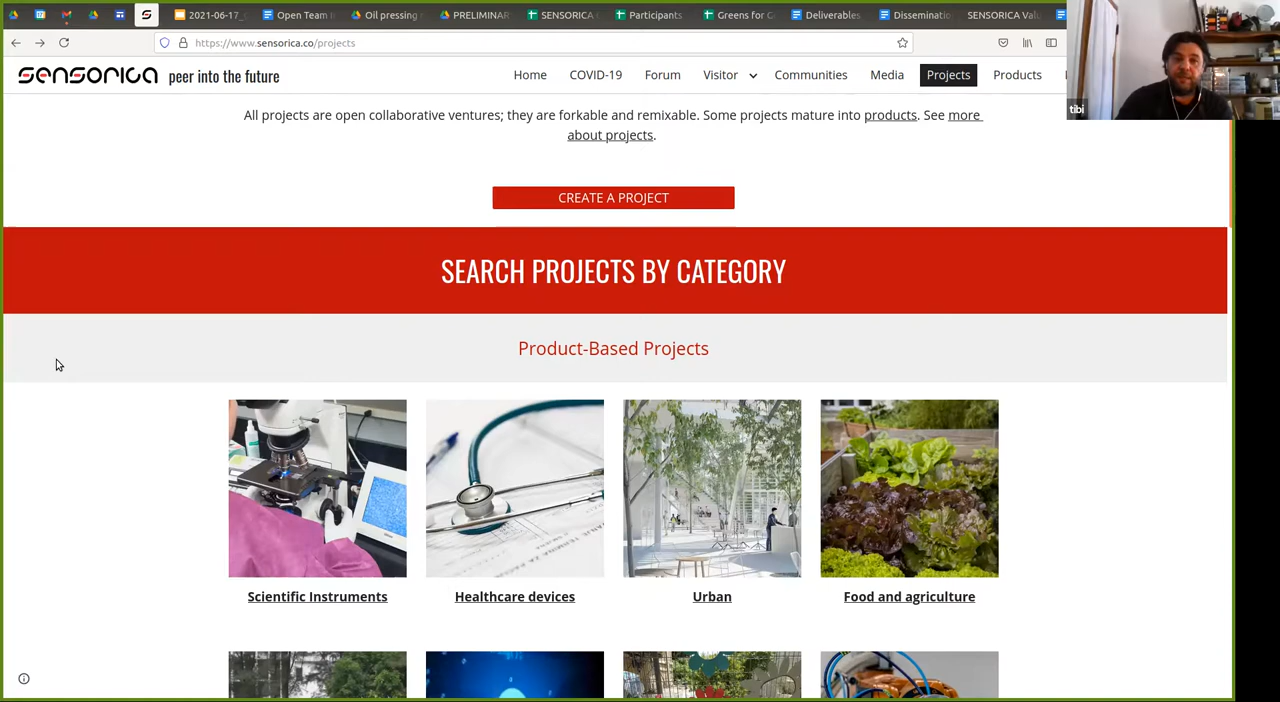 2021-06-17_
Open Team
Oil pressing
PRELIMINAR
SENSORICA
Participants
Greens for G
Deliverables
Disseminatio
SENSORICA Valu
https://www.sensorica.co/projects
sensorica peer into the future
Home COVID-19 Forum Visitor Communities Media Projects Products
tibi
All projects are open collaborative ventures; they are forkable and remixable. Some projects mature into products. See more
about projects.
CREATE A PROJECT
SEARCH PROJECTS BY CATEGORY
Product-Based Projects
Scientific Instruments
Healthcare devices
Urban
Food and agriculture